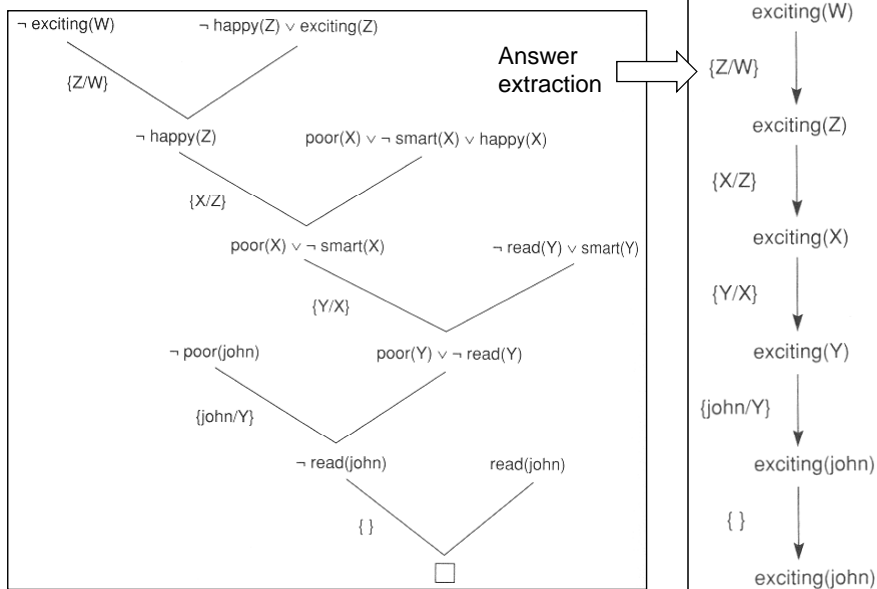 ¬ exciting(W)
¬ happy(Z) ∨ exciting(Z)
{Z/W}
¬ happy(Z)
poor(X) ∨ ¬ smart(X) ∨ happy(X)
{X/Z}
poor(X) ∨ ¬ smart(X)
¬ read(Y) ∨ smart(Y)
{Y/X}
¬ poor(john)
poor(Y) ∨ ¬ read(Y)
{john/Y}
¬ read(john)
read(john)
{ }
Answer
extraction
exciting(W)
{Z/W}
exciting(Z)
{X/Z}
exciting(X)
{Y/X}
exciting(Y)
{john/Y}
exciting(john)
{ }
exciting(john)